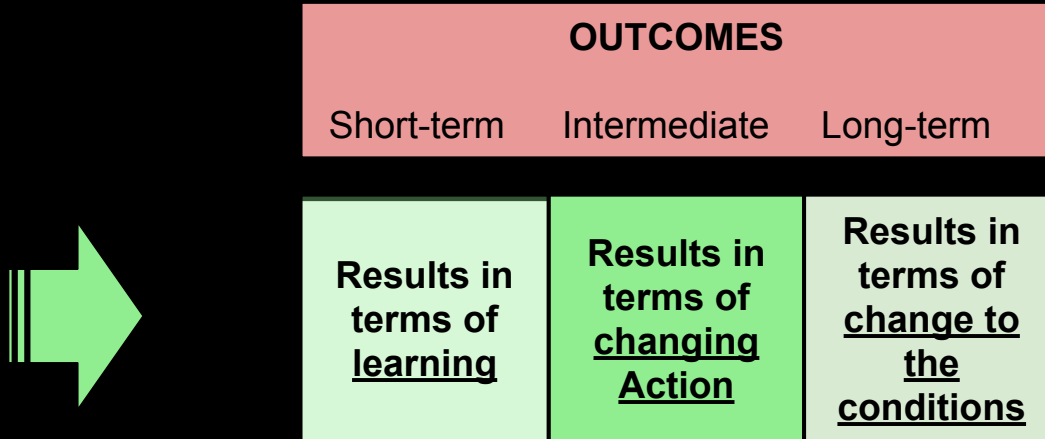 OUTCOMES
Short-term Intermediate Long-term
Results in
terms of
learning
Results in
terms of
changing
Action
Results in
terms of
change to
the
conditions